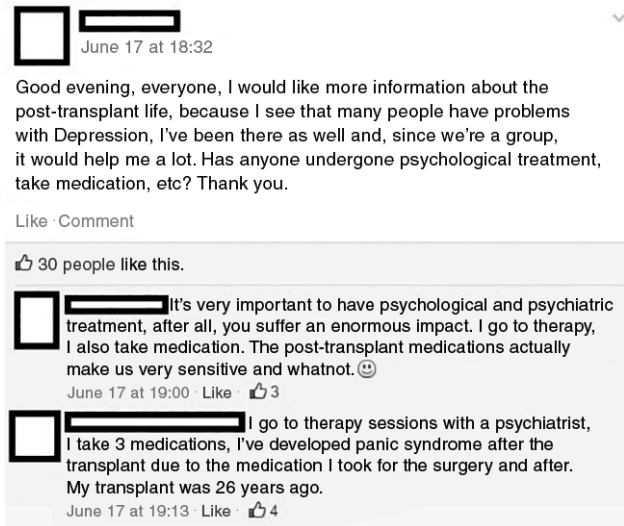 June 17 at 18:32
Good evening, everyone, I would like more information about the
post-transplant life, because I see that many people have problems
with Depression, I've been there as well and, since we're a group,
it would help me a lot. Has anyone undergone psychological treatment,
take medication, etc? Thank you.
Like · Comment
30 people like this.
It's very important to have psychological and psychiatric
treatment, after all, you suffer an enormous impact. I go to therapy,
I also take medication. The post-transplant medications actually
make us very sensitive and whatnot.
June 17 at 19:00 · Like · 3
I go to therapy sessions with a psychiatrist,
I take 3 medications, I've developed panic syndrome after the
transplant due to the medication I took for the surgery and after.
My transplant was 26 years ago.
June 17 at 19:13 · Like · 4